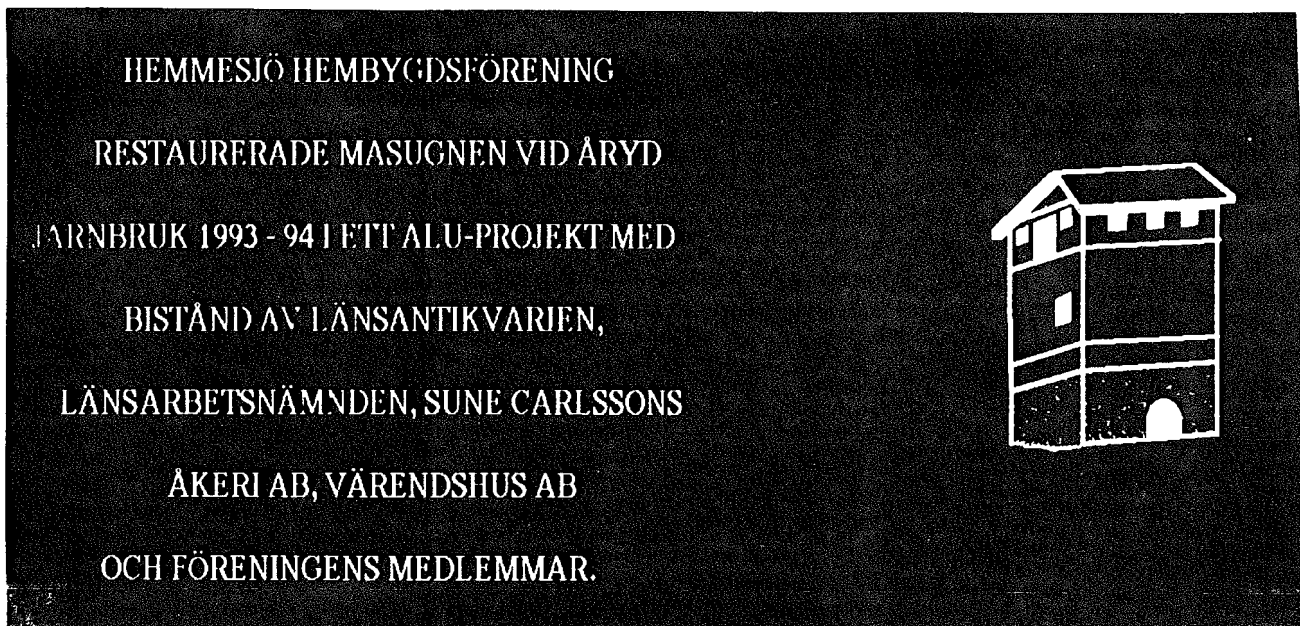 HEMMESJÖ HEMBYGDSFÖRENING
RESTAURERADE MASUGNEN VID ÅRYD
JÄRNBRUK 1993 - 94 I ETT ALU-PROJEKT MED
BISTÅND AV LÄNSANTIKVARIEN,
LÄNSARBETSNÄMNDEN, SUNE CARLSSONS
ÅKERI AB, VÄRENDSHUS AB
OCH FÖRENINGENS MEDLEMMAR.